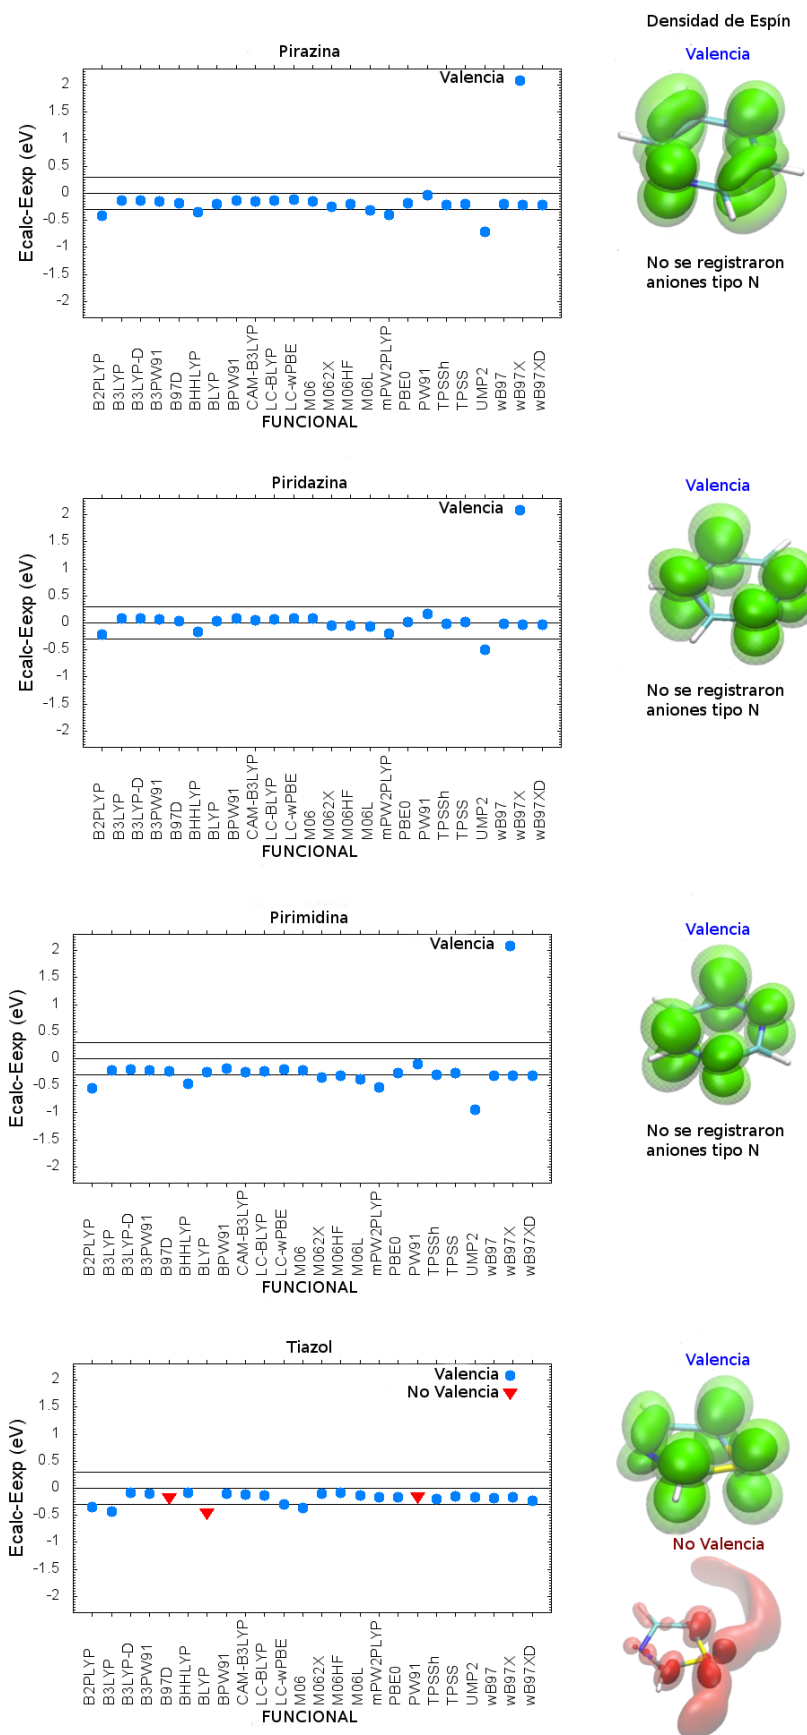 Densidad de Espín
Pirazina
Valencia
Valencia
2
1.5
1
0.5
0
-0.5
-1
-1.5
-2
Ecalc-Eexp (eV)
No se registraron
aniones tipo N
B2PLYP
B3LYP
B3LYP-D
B3PW91
B97D
BHHLYP
BLYP
BPW91
CAM-B3LYP
LC-BLYP
LC-wPBE
M06
M062X
M06HF
M06L
mPW2PLYP
PBE0
PW91
TPSSh
TPSS
UMP2
wB97
wB97X
wB97XD
FUNCIONAL
Piridazina
Valencia
Valencia
2
1.5
1
0.5
0
-0.5
-1
-1.5
-2
Ecalc-Eexp (eV)
No se registraron
aniones tipo N
B2PLYP
B3LYP
B3LYP-D
B3PW91
B97D
BHHLYP
BLYP
BPW91
CAM-B3LYP
LC-BLYP
LC-wPBE
M06
M062X
M06HF
M06L
mPW2PLYP
PBE0
PW91
TPSSh
TPSS
UMP2
wB97
wB97X
wB97XD
FUNCIONAL
Pirimidina
Valencia
Valencia
2
1.5
1
0.5
0
-0.5
-1
-1.5
-2
Ecalc-Eexp (eV)
No se registraron
aniones tipo N
B2PLYP
B3LYP
B3LYP-D
B3PW91
B97D
BHHLYP
BLYP
BPW91
CAM-B3LYP
LC-BLYP
LC-wPBE
M06
M062X
M06HF
M06L
mPW2PLYP
PBE0
PW91
TPSSh
TPSS
UMP2
wB97
wB97X
wB97XD
FUNCIONAL
Tiazol
Valencia
Valencia
No Valencia
2
1.5
1
0.5
0
-0.5
-1
-1.5
-2
Ecalc-Eexp (eV)
No Valencia
B2PLYP
B3LYP
B3LYP-D
B3PW91
B97D
BHHLYP
BLYP
BPW91
CAM-B3LYP
LC-BLYP
LC-wPBE
M06
M062X
M06HF
M06L
mPW2PLYP
PBE0
PW91
TPSSh
TPSS
UMP2
wB97
wB97X
wB97XD
FUNCIONAL